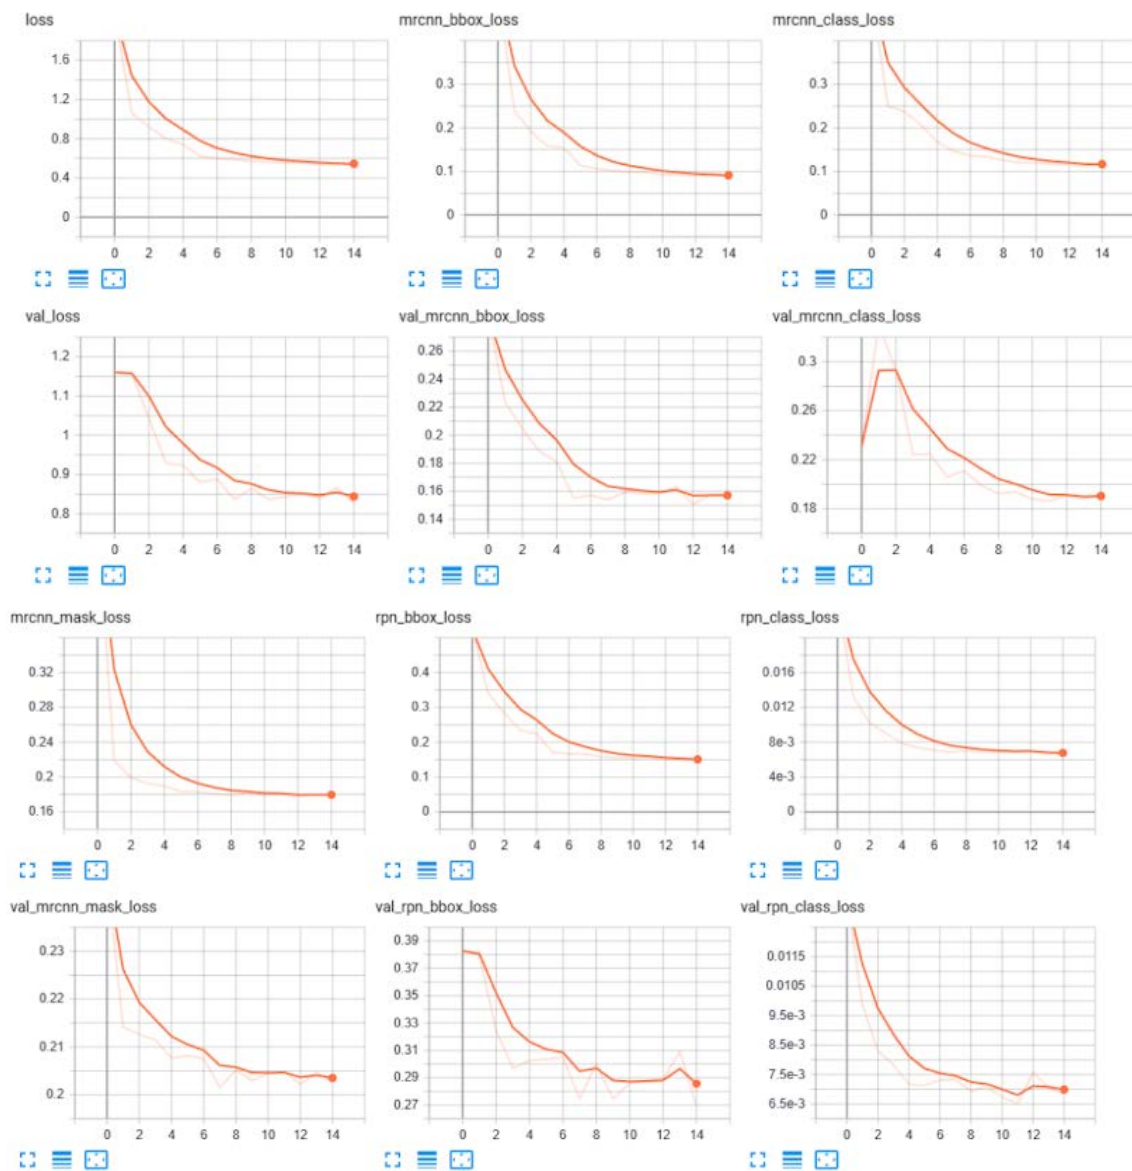 loss mrcnn_bbox_loss mrcnn_class_loss
1.6
1.2
0.8
0.4
0
0 2 4 6 8 10 12 14
0.3
0.2
0.1
0
0 2 4 6 8 10 12 14
0.3
0.2
0.1
0
0 2 4 6 8 10 12 14
val_loss val_mrcnn_bbox_loss val_mrcnn_class_loss
1.2
1.1
1
0.9
0.8
0 2 4 6 8 10 12 14
0.26
0.24
0.22
0.2
0.18
0.16
0.14
0 2 4 6 8 10 12 14
0.3
0.26
0.22
0.18
0 2 4 6 8 10 12 14
mrcnn_mask_loss rpn_bbox_loss rpn_class_loss
0.32
0.28
0.24
0.2
0.16
0 2 4 6 8 10 12 14
0.4
0.3
0.2
0.1
0
0 2 4 6 8 10 12 14
0.016
0.012
8e-3
4e-3
0
0 2 4 6 8 10 12 14
val_mrcnn_mask_loss val_rpn_bbox_loss val_rpn_class_loss
0.23
0.22
0.21
0.2
0 2 4 6 8 10 12 14
0.39
0.37
0.35
0.33
0.31
0.29
0.27
0 2 4 6 8 10 12 14
0.0115
0.0105
9.5e-3
8.5e-3
7.5e-3
6.5e-3
0 2 4 6 8 10 12 14